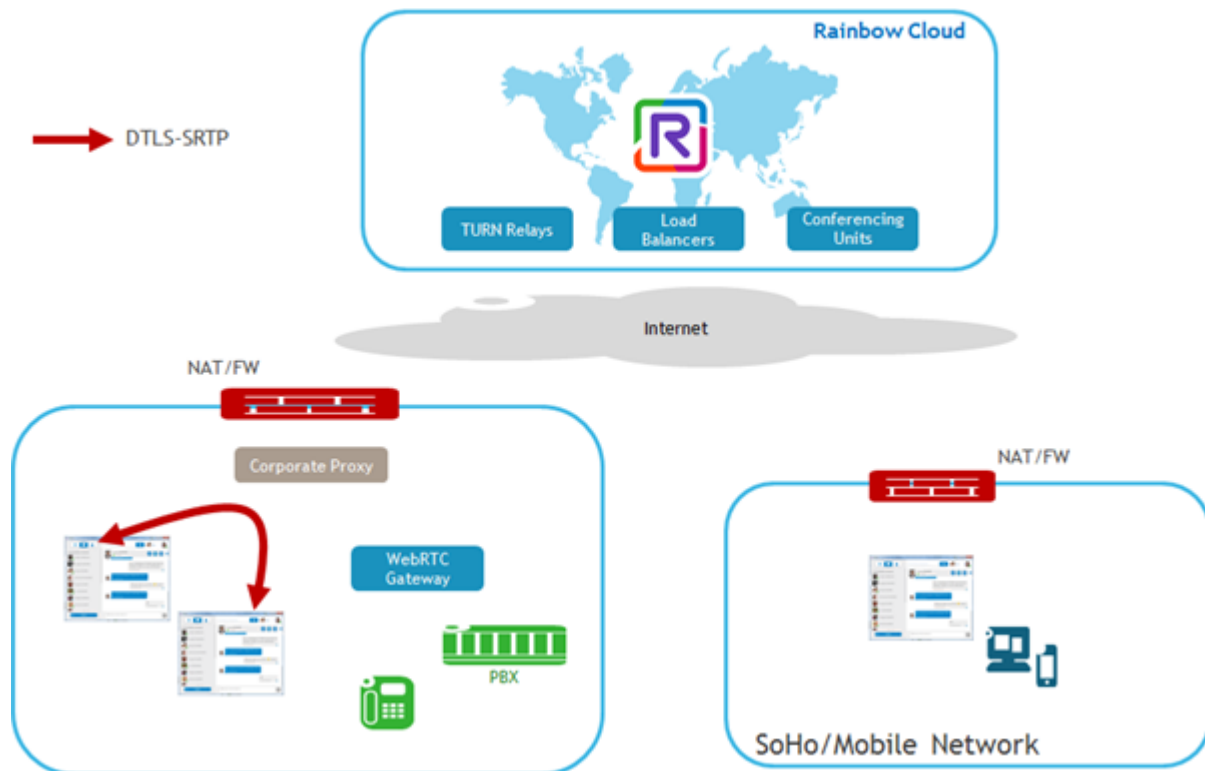 Rainbow Cloud
DTLS-SRTP
R
TURN Relays
Load
Balancers
Conferencing
Units
Internet
NAT/FW
Corporate Proxy
NAT/FW
WebRTC
Gateway
PBX
SoHo/Mobile Network